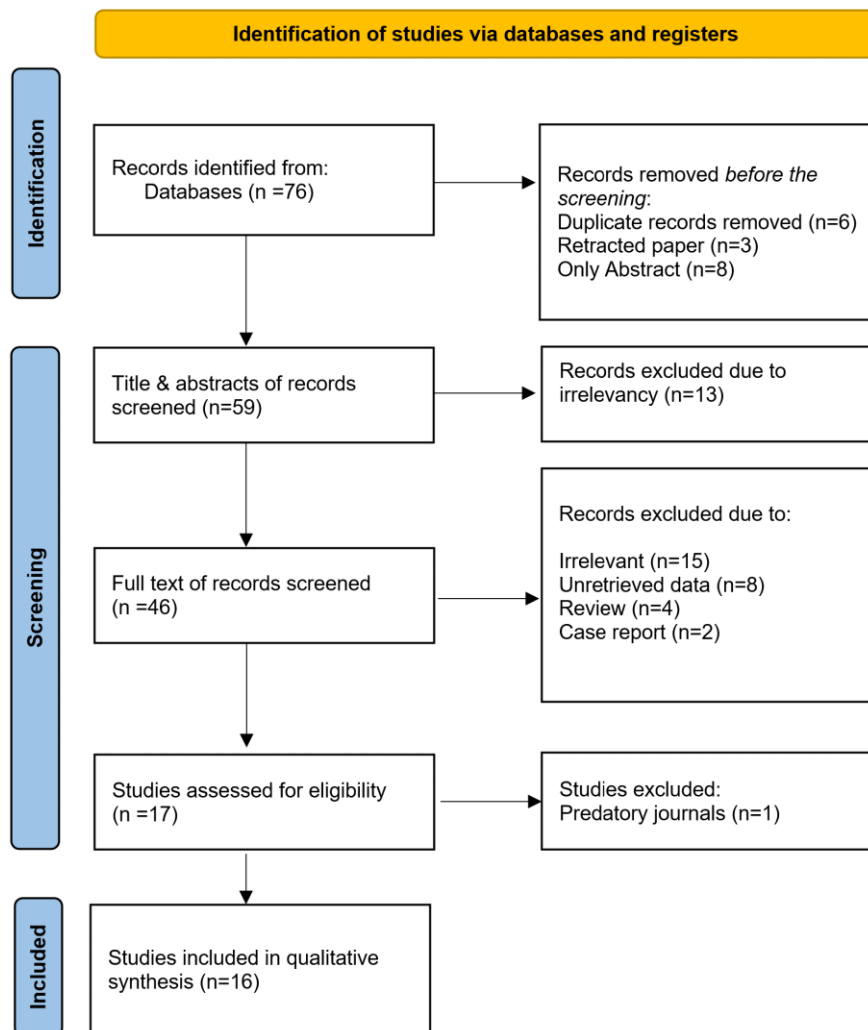 Identification of studies via databases and registers
Identification
Records identified from:
Databases (n =76)
Records removed before the
screening:
Duplicate records removed (n=6)
Retracted paper (n=3)
Only Abstract (n=8)
Screening
Title & abstracts of records
screened (n=59)
Records excluded due to
irrelevancy (n=13)
Full text of records screened
(n =46)
Records excluded due to:
Irrelevant (n=15)
Unretrieved data (n=8)
Review (n=4)
Case report (n=2)
Studies assessed for eligibility
(n =17)
Studies excluded:
Predatory journals (n=1)
Included
Studies included in qualitative
synthesis (n=16)